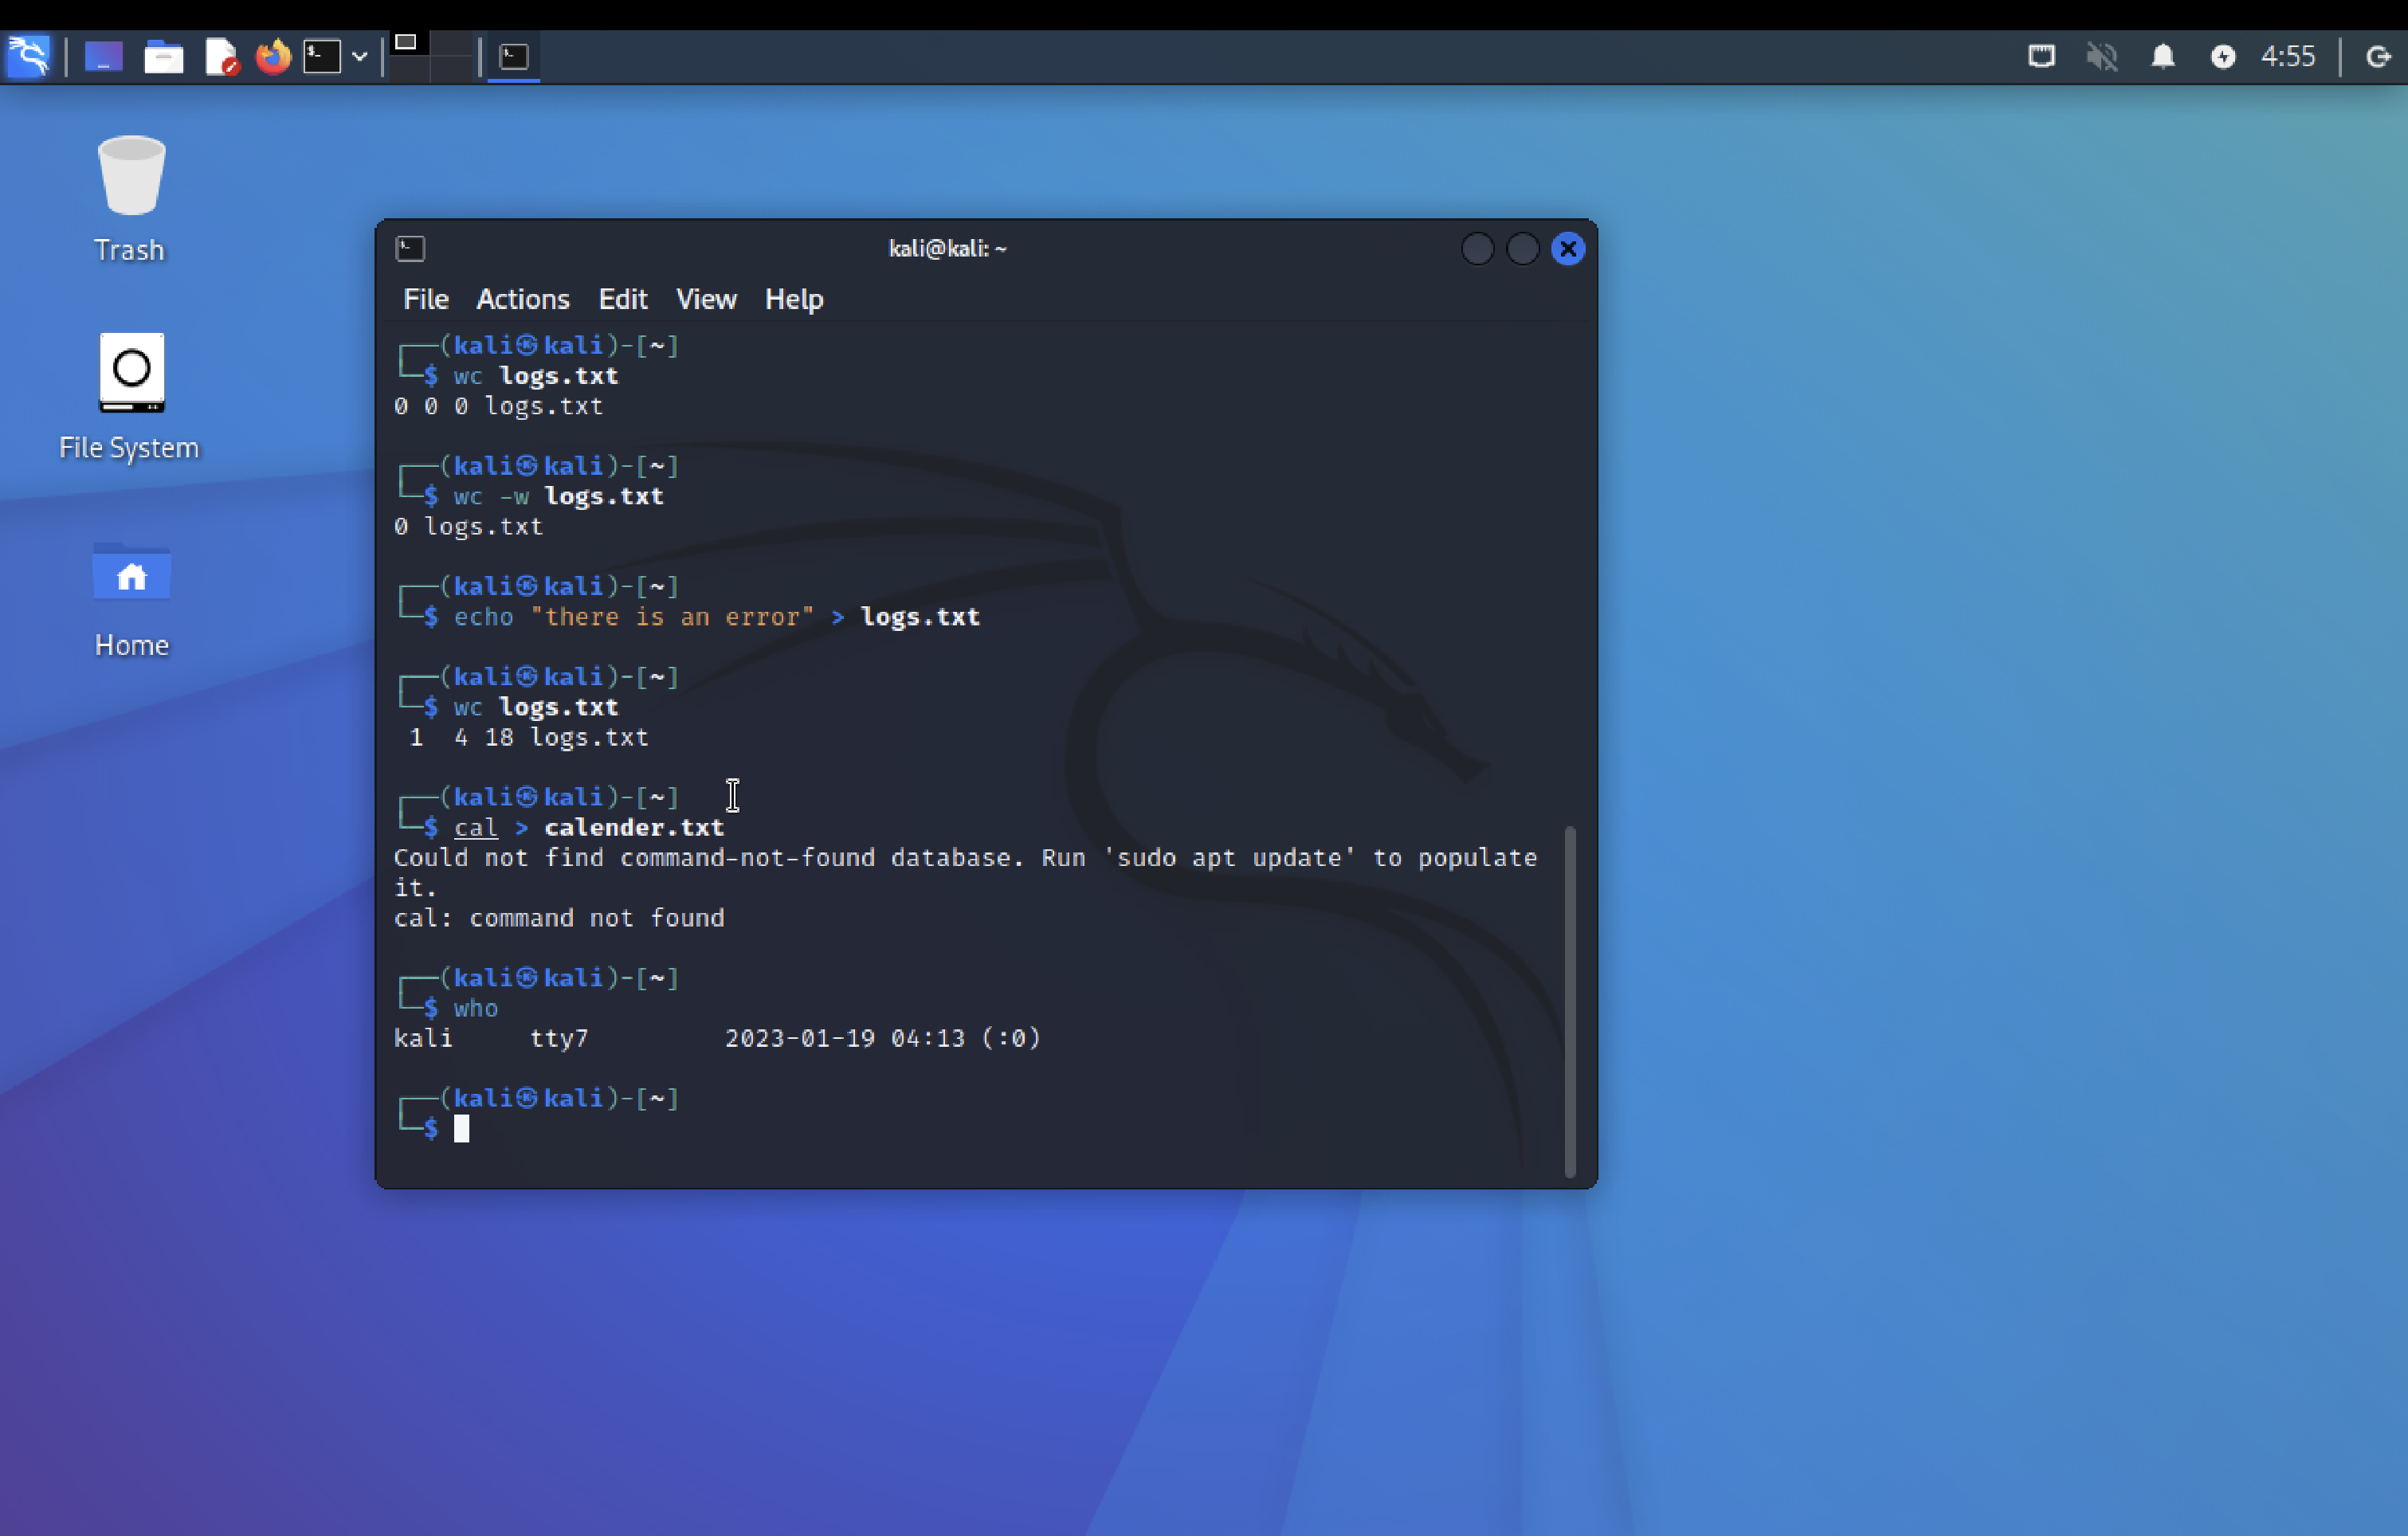 4:55
Trash
File System
Home
kali@kali: ~
File Actions Edit View Help
┌──(kali㉿kali)-[~]
└─$ wc logs.txt
0 0 0 logs.txt
┌──(kali㉿kali)-[~]
└─$ wc -w logs.txt
0 logs.txt
┌──(kali㉿kali)-[~]
└─$ echo "there is an error" > logs.txt
┌──(kali㉿kali)-[~]
└─$ wc logs.txt
 1  4 18 logs.txt
┌──(kali㉿kali)-[~]
└─$ cal > calender.txt
Could not find command-not-found database. Run 'sudo apt update' to populate
it.
cal: command not found
┌──(kali㉿kali)-[~]
└─$ who
kali     tty7         2023-01-19 04:13 (:0)
┌──(kali㉿kali)-[~]
└─$